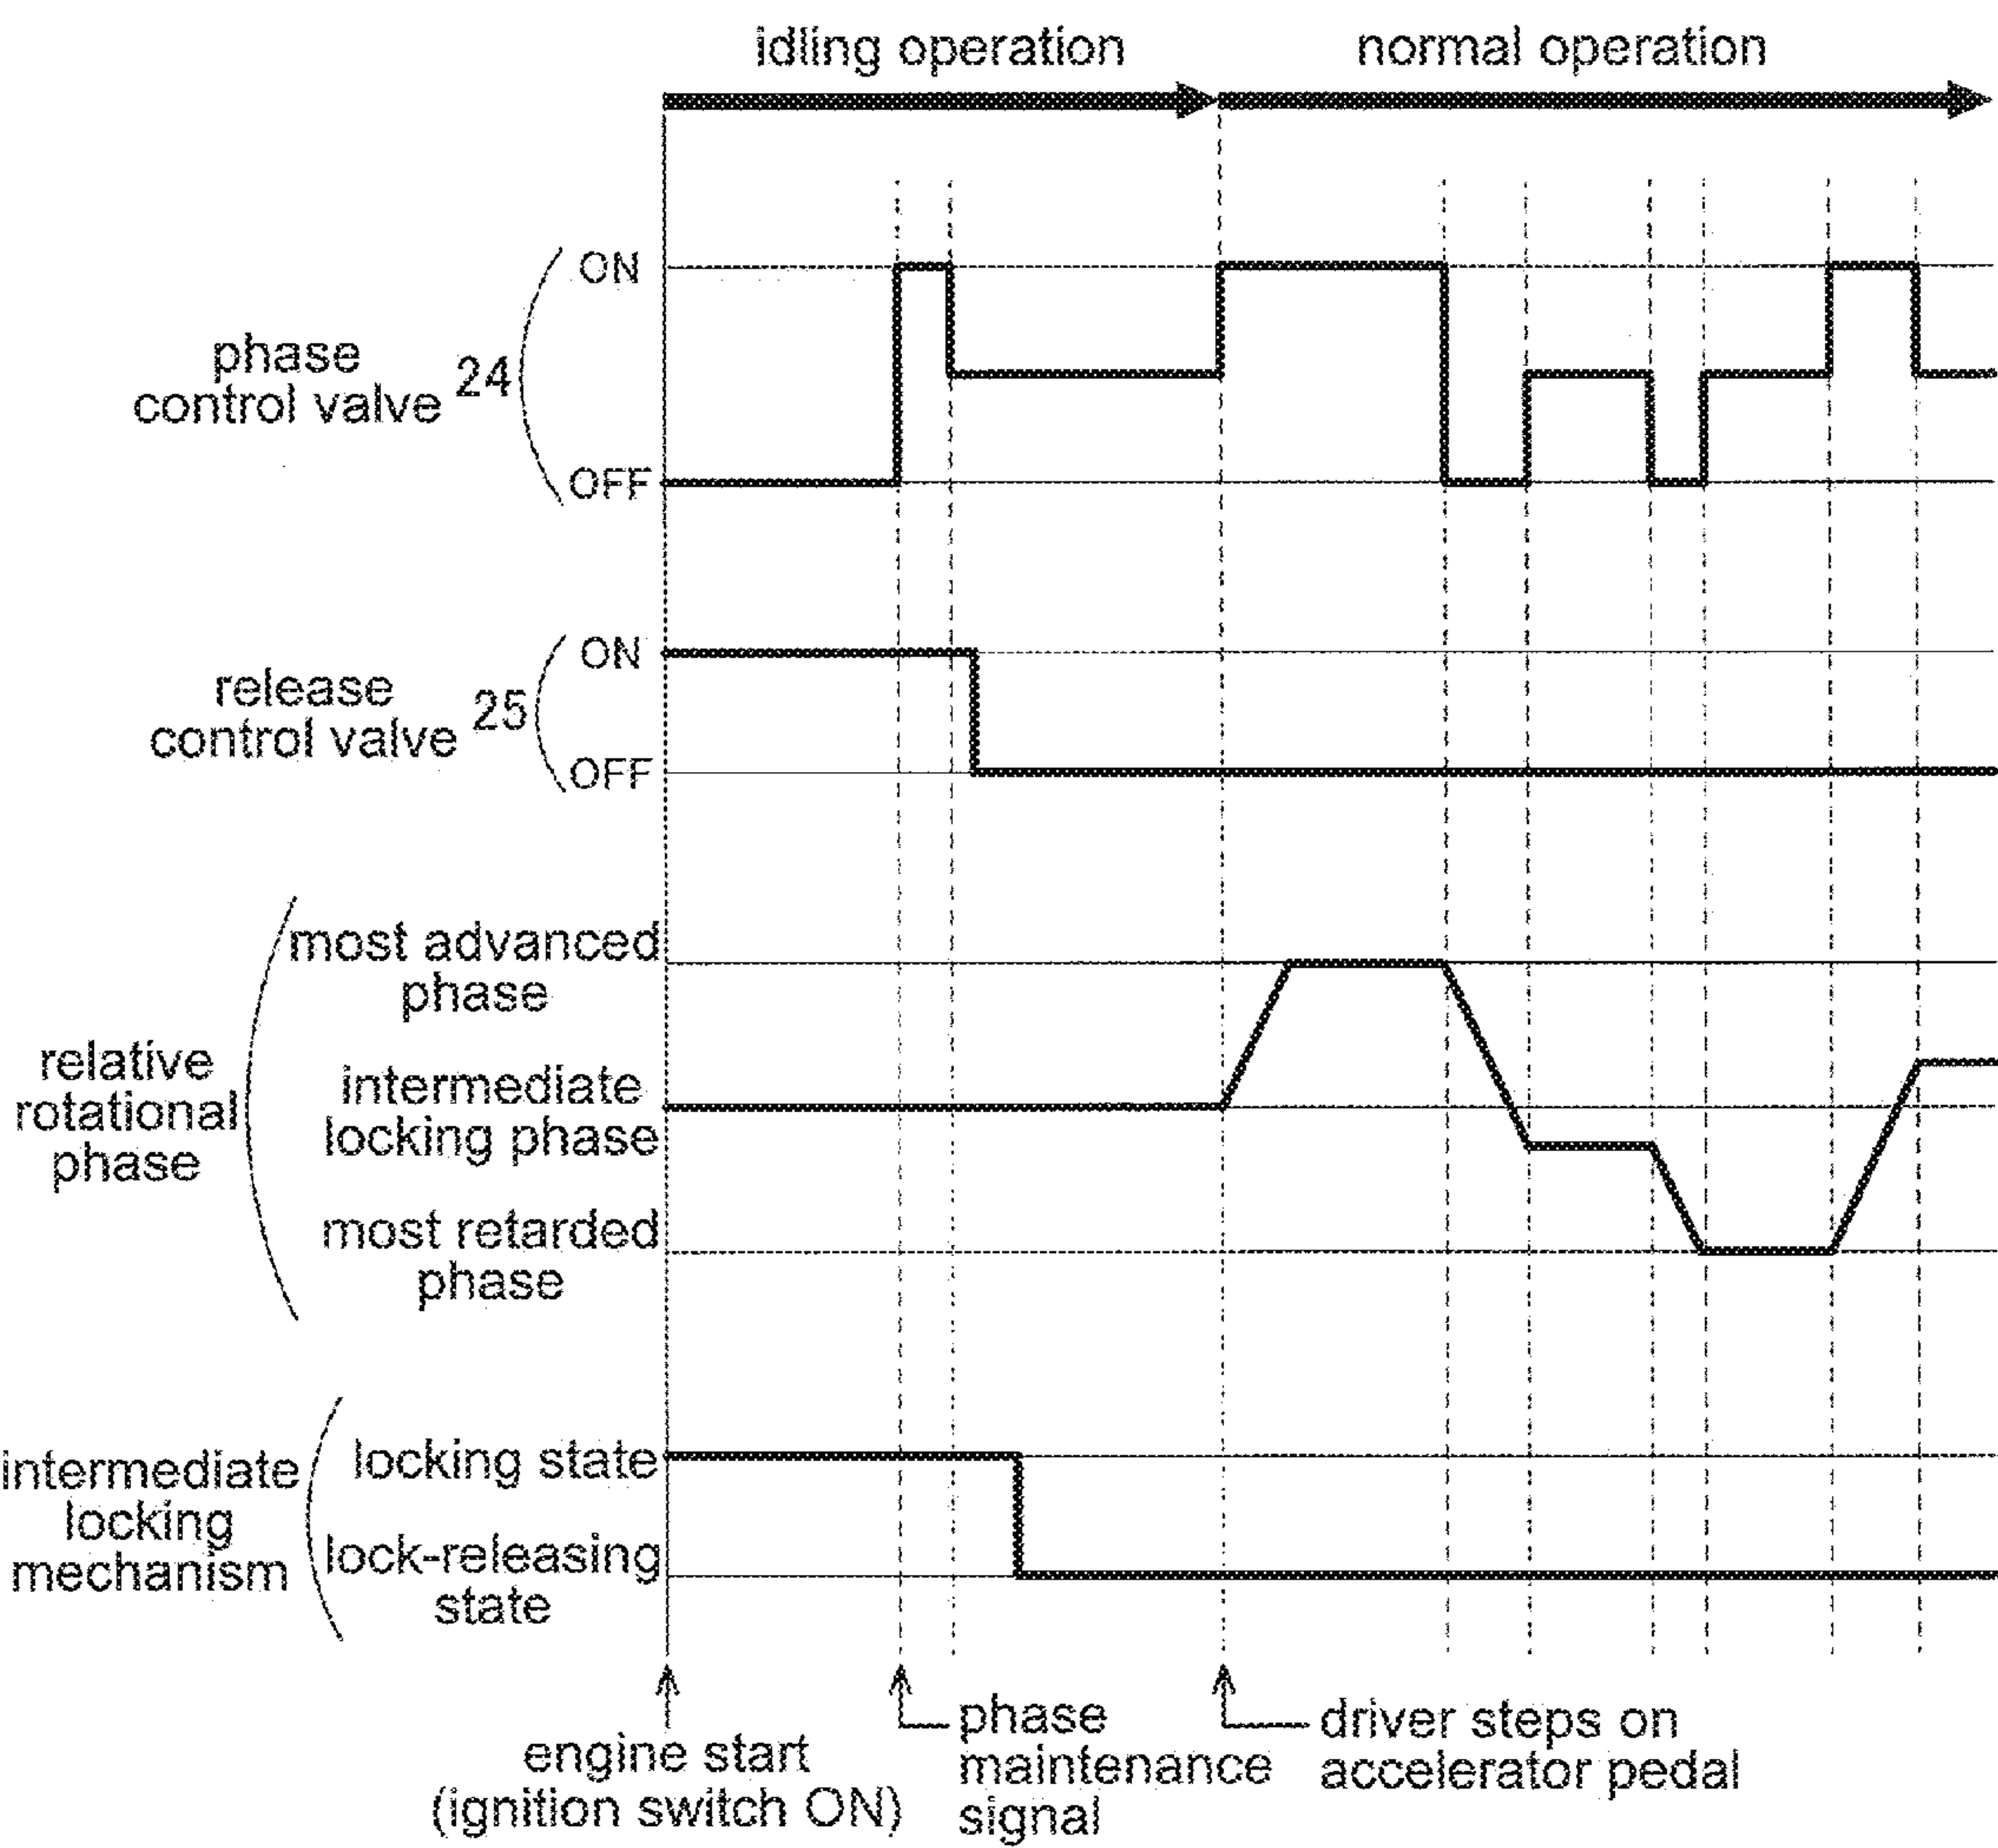 idling operation
normal operation
ON
phase
control valve 24
OFF
ON
release
control valve 25
OFF
most advanced
phase
relative
rotational
phase
intermediate
locking phase
most retarded
phase
intermediate
locking
mechanism
locking state
lock-releasing
state
engine start
(ignition switch ON)
phase
maintenance
signal
driver steps on
accelerator pedal